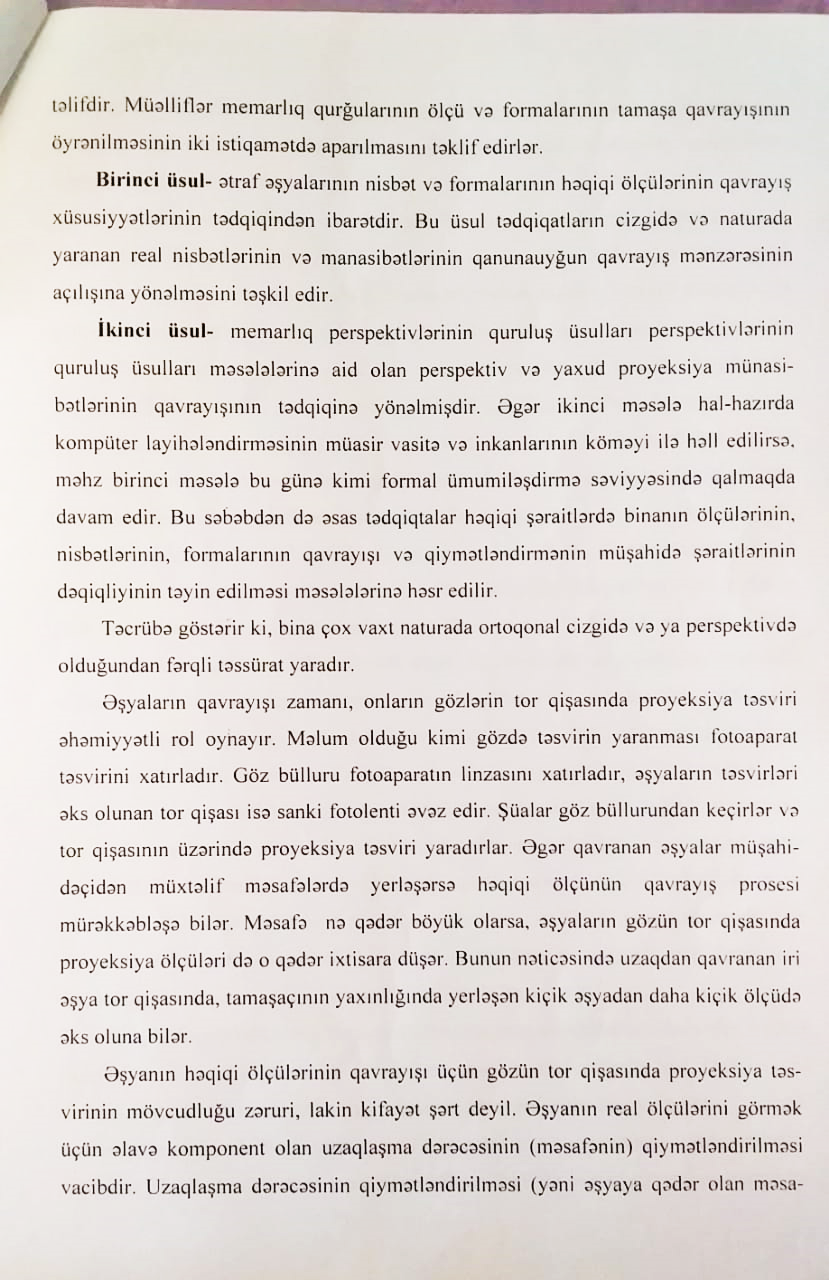 təlifdir. Müəlliflər memarlıq qurğularının ölçü və formalarının tamaşa qavrayışının
öyrənilməsinin iki istiqamətdə aparılmasını təklif edirlər.
Birinci üsul- ətraf əşyalarının nisbət və formalarının həqiqi ölçülərinin qavrayış
xüsusiyyətlərinin tədqiqindən ibarətdir. Bu üsul tədqiqatların cizgidə və naturada
yaranan real nisbətlərinin və manasibətlərinin qanunauyğun qavrayış mənzərəsinin
açılışına yönəlməsini təşkil edir.
İkinci üsul- memarlıq perspektivlərinin quruluş üsulları perspektivlərinin
quruluş üsulları məsələlərinə aid olan perspektiv və yaxud proyeksiya münasi-
bətlərinin qavrayışının tədqiqinə yönəlmişdir. Əgər ikinci məsələ hal-hazırda
kompüter layihələndirməsinin müasir vasitə və inkanlarının köməyi ilə həll edilirsə,
məhz birinci məsələ bu günə kimi formal ümumiləşdirmə səviyyəsində qalmaqda
davam edir. Bu səbəbdən də əsas tədqiqtalar həqiqi şəraitlərdə binanın ölçülərinin,
nisbətlərinin, formalarının qavrayışı və qiymətləndirmənin müşahidə şəraitlərinin
dəqiqliyinin təyin edilməsi məsələlərinə həsr edilir.
Təcrübə göstərir ki, bina çox vaxt naturada ortoqonal cizgidə və ya perspektivdə
olduğundan fərqli təssürat yaradır.
Əşyaların qavrayışı zamanı, onların gözlərin tor qişasında proyeksiya təsviri
əhəmiyyətli rol oynayır. Məlum olduğu kimi gözdə təsvirin yaranması fotoaparat
təsvirini xatırladır. Göz bülluru fotoaparatın linzasını xatırladır, əşyaların təsvirləri
əks olunan tor qişası isə sanki fotolenti əvəz edir. Şüalar göz büllurundan keçirlər və
tor qişasının üzərində proyeksiya təsviri yaradırlar. Əgər qavranan əşyalar müşahi-
dəçidən müxtəlif məsafələrdə yerləşərsə həqiqi ölçünün qavrayış prosesi
mürəkkəbləşə bilər. Məsafə nə qədər böyük olarsa, əşyaların gözün tor qişasında
proyeksiya ölçüləri də o qədər ixtisara düşər. Bunun nəticəsində uzaqdan qavranan iri
əşya tor qişasında, tamaşaçının yaxınlığında yerləşən kiçik əşyadan daha kiçik ölçüdə
əks oluna bilər.
Əşyanın həqiqi ölçülərinin qavrayışı üçün gözün tor qişasında proyeksiya təs-
virinin mövcudluğu zəruri, lakin kifayət şərt deyil. Əşyanın real ölçülərini görmək
üçün əlavə komponent olan uzaqlaşma dərəcəsinin (məsafənin) qiymətləndirilməsi
vacibdir. Uzaqlaşma dərəcəsinin qiymətləndirilməsi (yəni əşyaya qədər olan məsa-